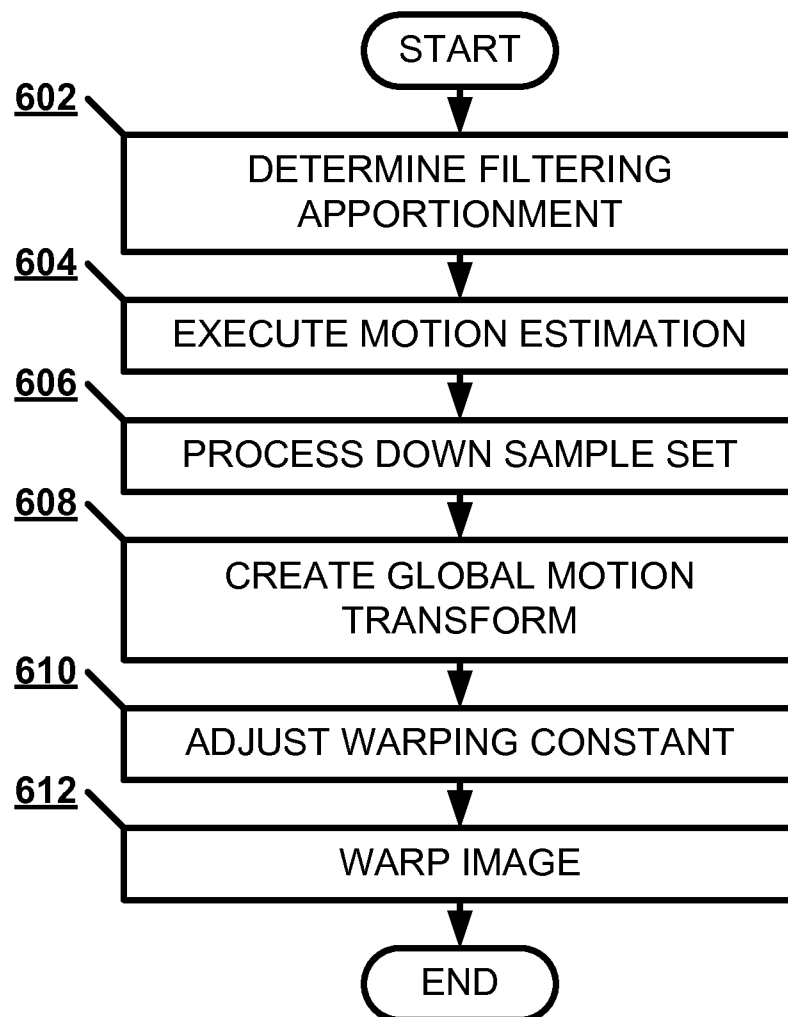 START
602
DETERMINE FILTERING
APPORTIONMENT
604
EXECUTE MOTION ESTIMATION
606
PROCESS DOWN SAMPLE SET
608
CREATE GLOBAL MOTION
TRANSFORM
610
ADJUST WARPING CONSTANT
612
WARP IMAGE
END